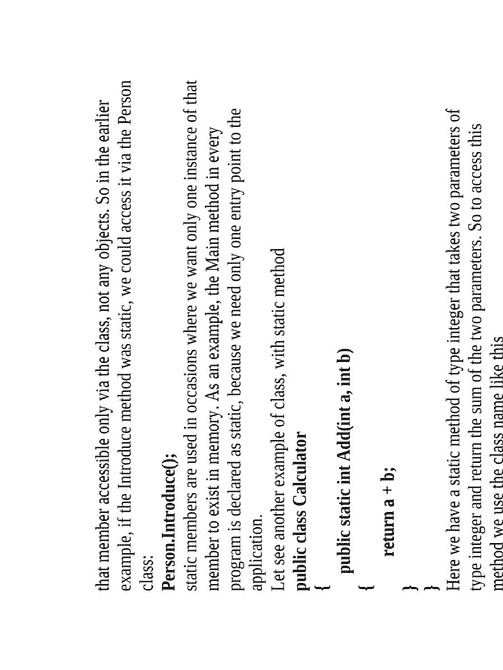 that member accessible only via the class, not any objects. So in the earlier
example, if the Introduce method was static, we could access it via the Person
class:
Person.Introduce();
static members are used in occasions where we want only one instance of that
member to exist in memory. As an example, the Main method in every
program is declared as static, because we need only one entry point to the
application.
Let see another example of class, with static method
public class Calculator
{
public static int Add(int a, int b)
{
return a + b;
}
}
Here we have a static method of type integer that takes two parameters of
type integer and return the sum of the two parameters. So to access this
method we use the class name like this